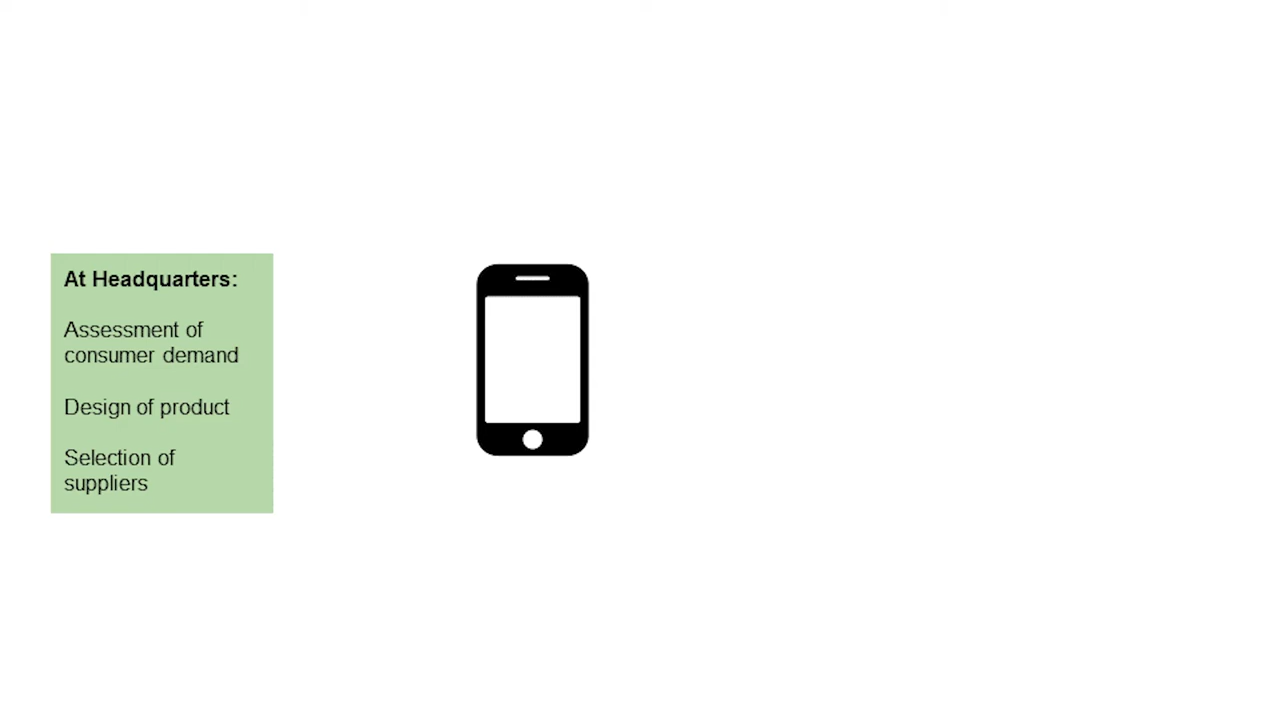 At Headquarters:
Assessment of
consumer demand
Design of product
Selection of
suppliers